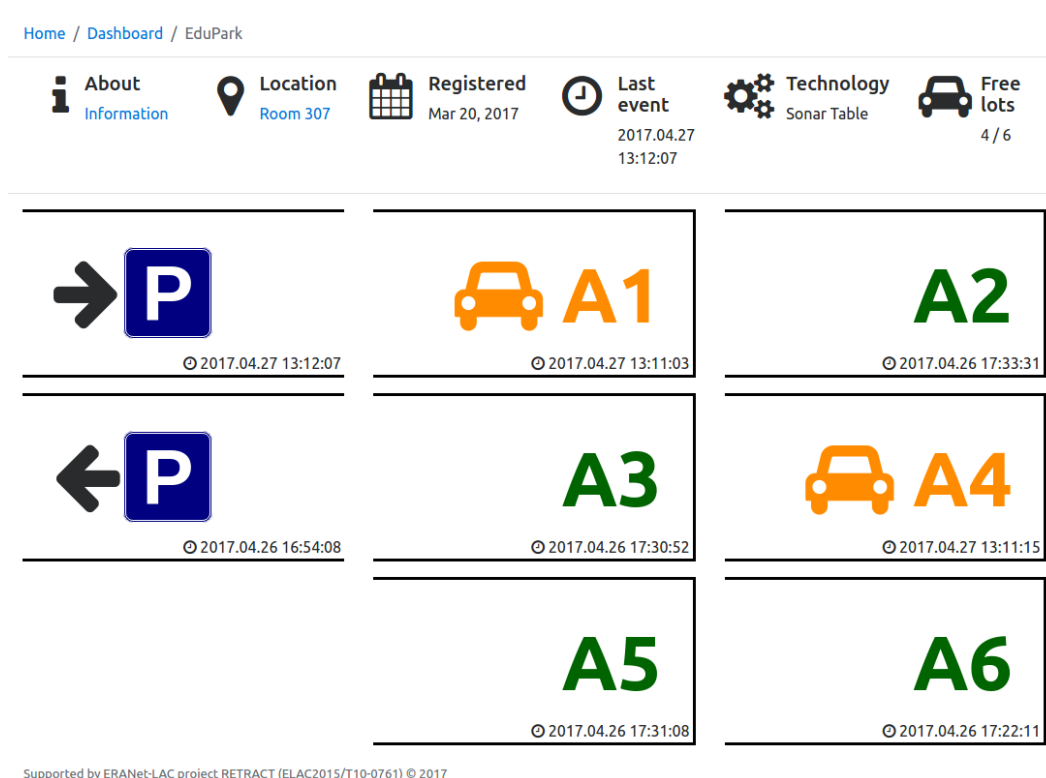 Home / Dashboard / EduPark
About
Information
Location
Room 307
Registered
Mar 20, 2017
Last
event
2017.04.27
13:12:07
Technology
Sonar Table
Free
lots
4 / 6
P
2017.04.27 13:12:07
A1
2017.04.27 13:11:03
A2
2017.04.26 17:33:31
P
2017.04.26 16:54:08
A3
2017.04.26 17:30:52
A4
2017.04.27 13:11:15
A5
2017.04.26 17:31:08
A6
2017.04.26 17:22:11
Supported by ERANet-LAC project RETRACT (ELAC2015/T10-0761) © 2017